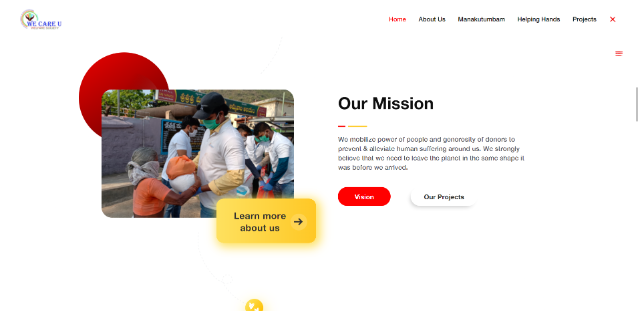 WE CARE U
Home
About Us
Manakutumbam
Helping Hands
Projects
Our Mission
We mobilize power of people and generosity of donors to
prevent & alleviate human suffering around us. We strongly
believe that we need to leave the planet in the same shape it
was before we arrived.
Vision
Our Projects
Learn more
about us